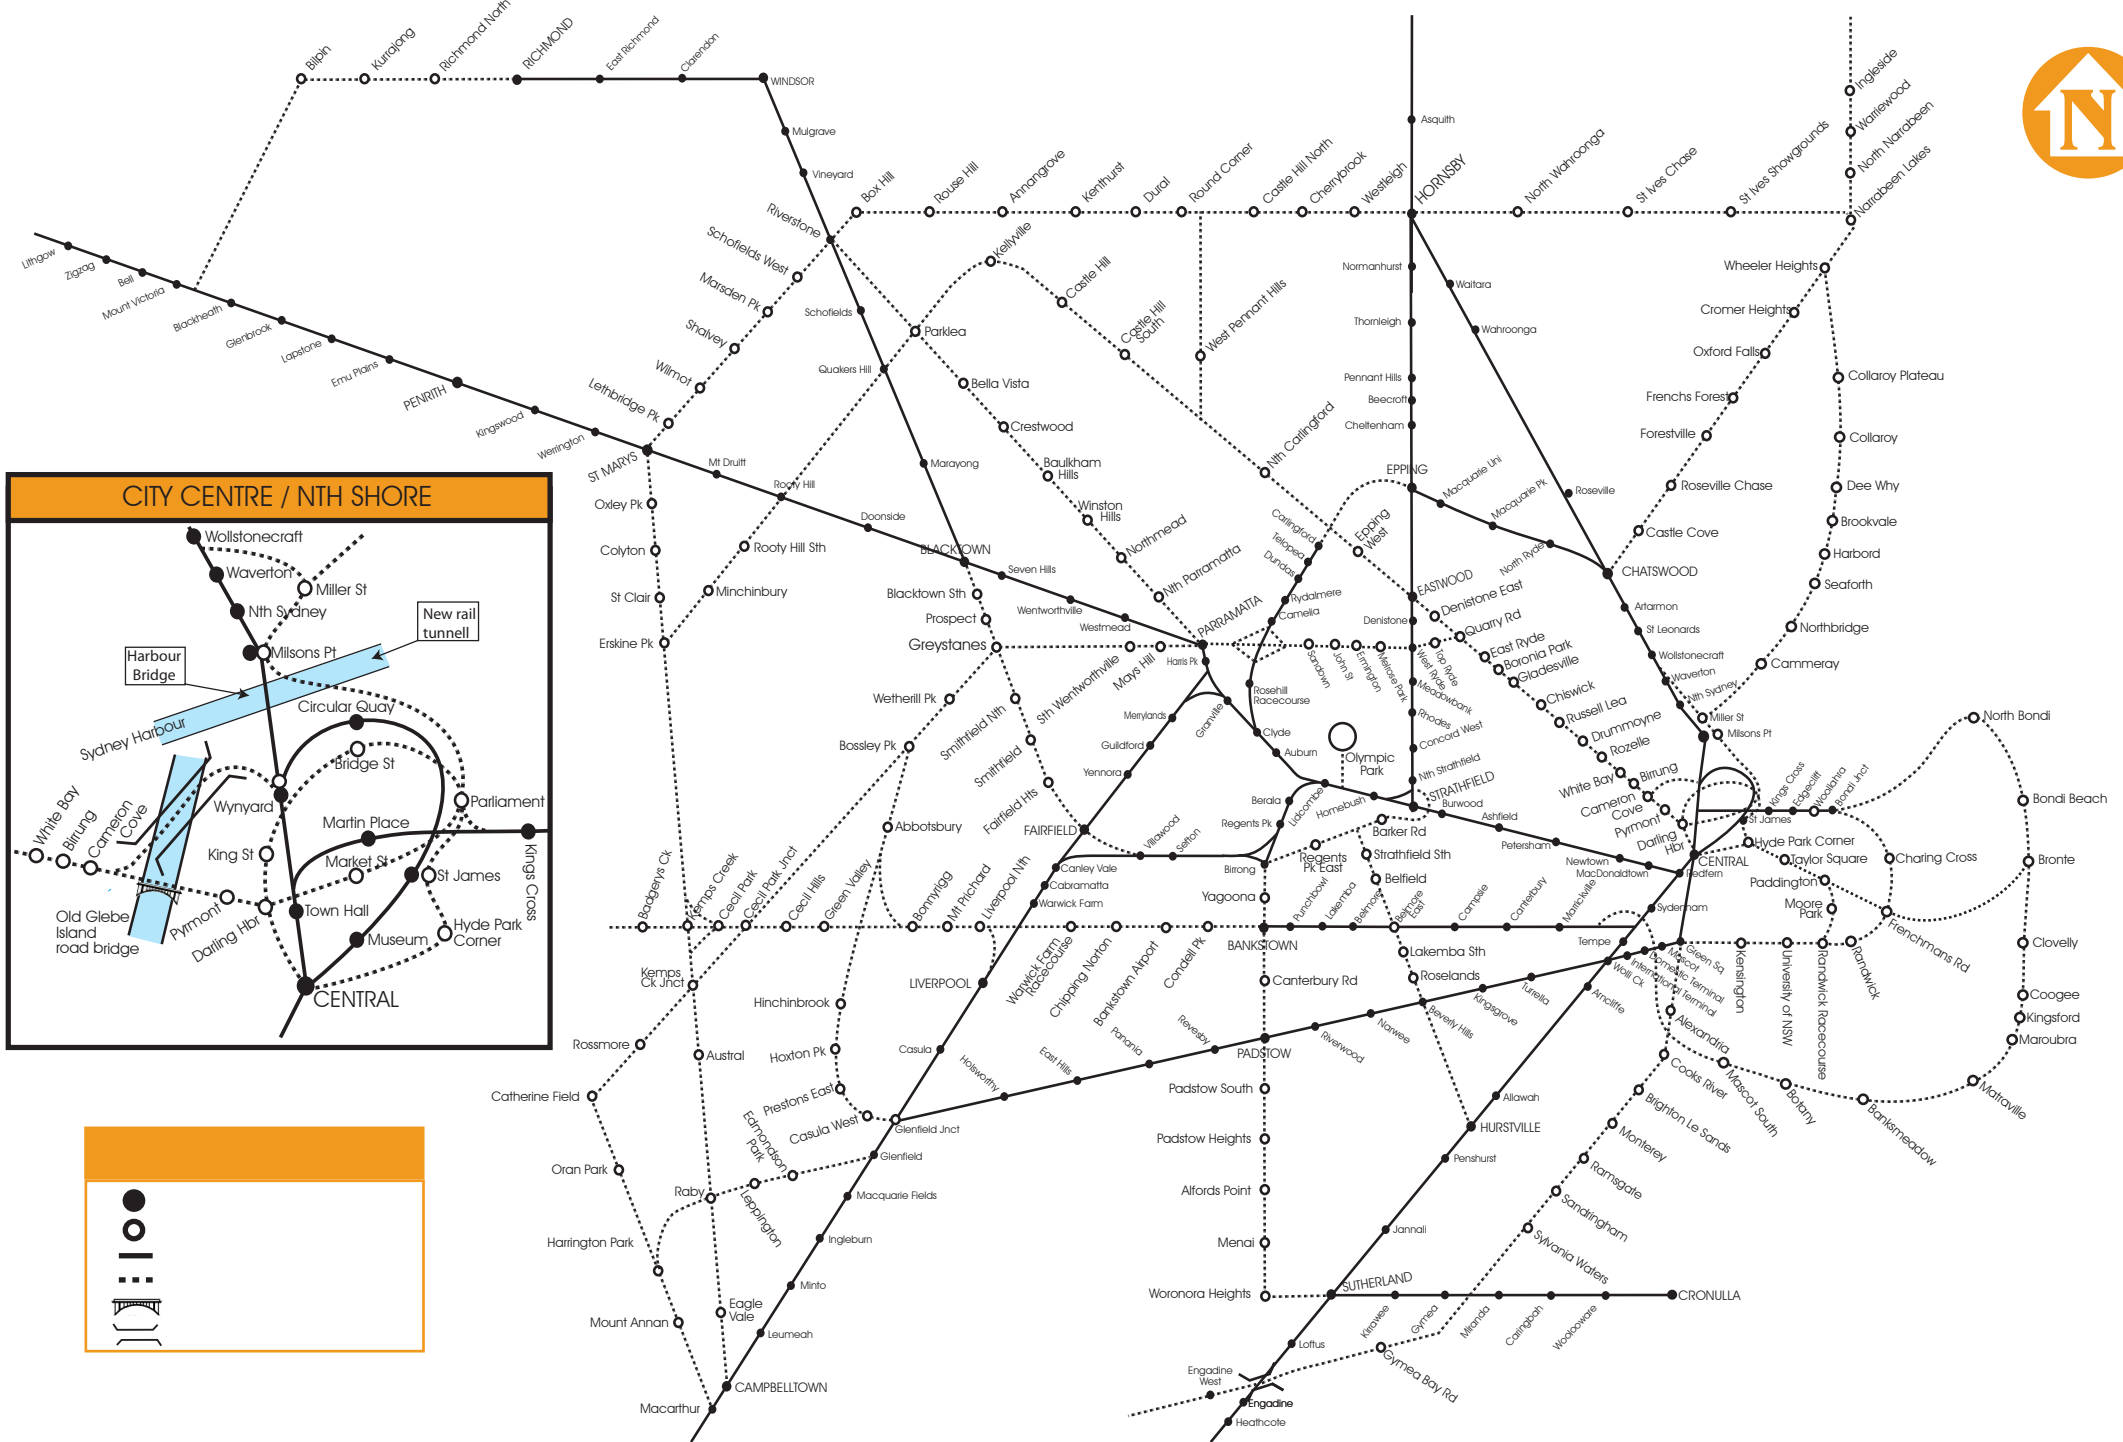 Bilpin
Kurrajong
Richmond North
RICHMOND
East Richmond
Clarendon
WINDSOR
Mulgrave
Vineyard
Riverstone
Box Hill
Rouse Hill
Annangrove
Kenthurst
Dural
Round Corner
Castle Hill North
Cherrybrook
Westleigh
HORNSBY
Asquith
North Wahroonga
St Ives Chase
St Ives Showgrounds
Ingleside
Warriewood
North Narrabeen
Narrabeen Lakes
N
Lithgow
Zigzag
Bell
Mount Victoria
Blackheath
Glenbrook
Lapstone
Emu Plains
PENRITH
Kingswood
Werrington
ST MARYS
Mt Druitt
Rooty Hill
Doonside
BLACKTOWN
Seven Hills
Wentworthville
Westmead
PARRAMATTA
Schofields West
Marsden Pk
Shalvey
Wilmot
Lethbridge Pk
Schofields
Quakers Hill
Marayong
Kellyville
Parklea
Castle Hill
Castle Hill
South
West Pennant Hills
Nth Carlingford
Bella Vista
Crestwood
Baulkham
Hills
Winston
Hills
Northmead
Nth Parramatta
Normanhurst
Thornleigh
Pennant Hills
Beecroft
Cheltenham
EPPING
Waitara
Wahroonga
Roseville
Macquarie Uni
Macquarie Pk
North Ryde
CHATSWOOD
Wheeler Heights
Cromer Heights
Oxford Falls
Frenchs Forest
Forestville
Roseville Chase
Castle Cove
Collaroy Plateau
Collaroy
Dee Why
Brookvale
Harbord
Seaforth
Northbridge
Cammeray
Artarmon
St Leonards
Wollstonecraft
Waverton
Nth Sydney
Miller St
Milsons Pt
CITY CENTRE / NTH SHORE
Wollstonecraft
Waverton
Miller St
Nth Sydney
New rail
tunnell
Harbour
Bridge
Milsons Pt
Sydney Harbour
Circular Quay
Bridge St
Wynyard
Parliament
White Bay
Birrung
Cameron
Cove
Martin Place
King St
Market St
St James
Kings Cross
Pyrmont
Darling Hbr
Town Hall
Museum
Hyde Park
Corner
Old Glebe
Island
road bridge
CENTRAL
Oxley Pk
Colyton
St Clair
Erskine Pk
Rooty Hill Sth
Minchinbury
Blacktown Sth
Prospect
Greystanes
Sth Wentworthville
Mays Hill
Harris Pk
Wetherill Pk
Bossley Pk
Abbotsbury
Smithfield Nth
Smithfield
Fairfield Hts
FAIRFIELD
Merrylands
Guildford
Yennora
Granville
Clyde
Auburn
Lidcombe
Homebush
STRATHFIELD
Carlingford
Telopea
Dundas
Rydalmere
Camelia
Rosehill
Racecourse
Sandown
John St
Ermington
Melrose Park
West Ryde
Top Ryde
Epping
West
EASTWOOD
Denistone
Denistone East
Quarry Rd
East Ryde
Boronia Park
Gladesville
Chiswick
Russell Lea
Drummoyne
Rozelle
White Bay
Birrung
Cameron
Cove
Pyrmont
Darling
Hbr
Meadowbank
Rhodes
Concord West
Nth Strathfield
Olympic
Park
Burwood
Ashfield
Petersham
Newtown
MacDonaldtown
Redfern
CENTRAL
St James
Kings Cross
Edgecliff
Woollahra
Bondi Jnct
North Bondi
Bondi Beach
Bronte
Clovelly
Coogee
Kingsford
Maroubra
Matraville
Hyde Park Corner
Taylor Square
Paddington
Moore
Park
Charing Cross
Frenchmans Rd
Randwick
Randwick Racecourse
University of NSW
Kensington
Green Sq
Mascot
Domestic Terminal
International Terminal
Wolli Ck
Tempe
Sydenham
Berala
Regents Pk
Birrong
Villawood
Sefton
Canley Vale
Cabramatta
Warwick Farm
Regents
Pk East
Barker Rd
Strathfield Sth
Belfield
Belmore
East
Yagoona
BANKSTOWN
Punchbowl
Lakemba
Belmore
Campsie
Canterbury
Marrickville
Lakemba Sth
Roselands
Beverly Hills
Badgerys Ck
Kemps Creek
Cecil Park
Cecil Park Jnct
Cecil Hills
Green Valley
Bonnyrigg
Mt Pritchard
Liverpool Nth
Warwick Farm
Racecourse
Chipping Norton
Bankstown Airport
Condell Pk
Kemps
Ck Jnct
Rossmore
Catherine Field
Oran Park
Harrington Park
Mount Annan
Macarthur
Austral
Raby
Leppington
Edmondson
Park
Eagle
Vale
CAMPBELLTOWN
Hinchinbrook
Hoxton Pk
Prestons East
Casula West
LIVERPOOL
Casula
Glenfield Jnct
Glenfield
Macquarie Fields
Ingleburn
Minto
Leumeah
Holsworthy
East Hills
Panania
Revesby
PADSTOW
Riverwood
Narwee
Kingsgrove
Turrella
Arncliffe
Canterbury Rd
Padstow South
Padstow Heights
Alfords Point
Menai
Woronora Heights
Allawah
HURSTVILLE
Penshurst
Jannali
SUTHERLAND
Kirrawee
Gymea
Miranda
Caringbah
Woolooware
CRONULLA
Loftus
Engadine
West
Engadine
Heathcote
Gymea Bay Rd
Alexandria
Cooks River
Mascot South
Botany
Banksmeadow
Brighton Le Sands
Monterey
Ramsgate
Sandringham
Sylvania Waters